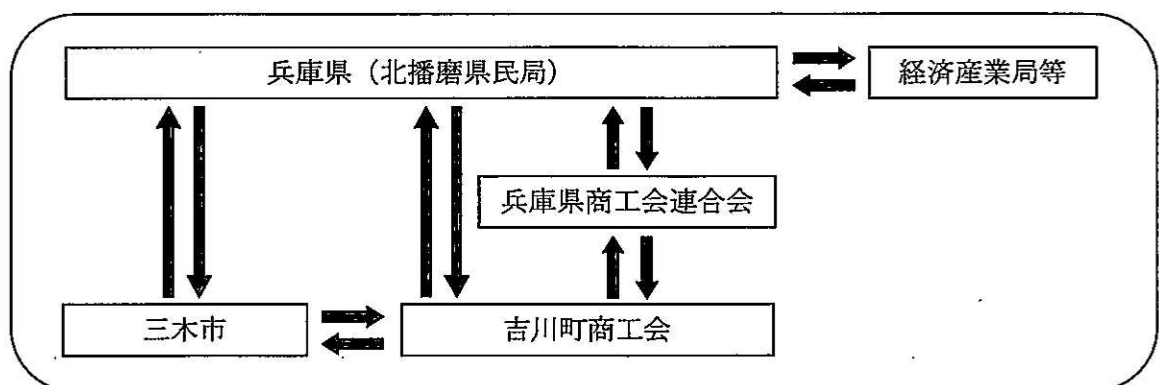 兵庫県（北播磨県民局）
経済産業局等
兵庫県商工会連合会
三木市
吉川町商工会